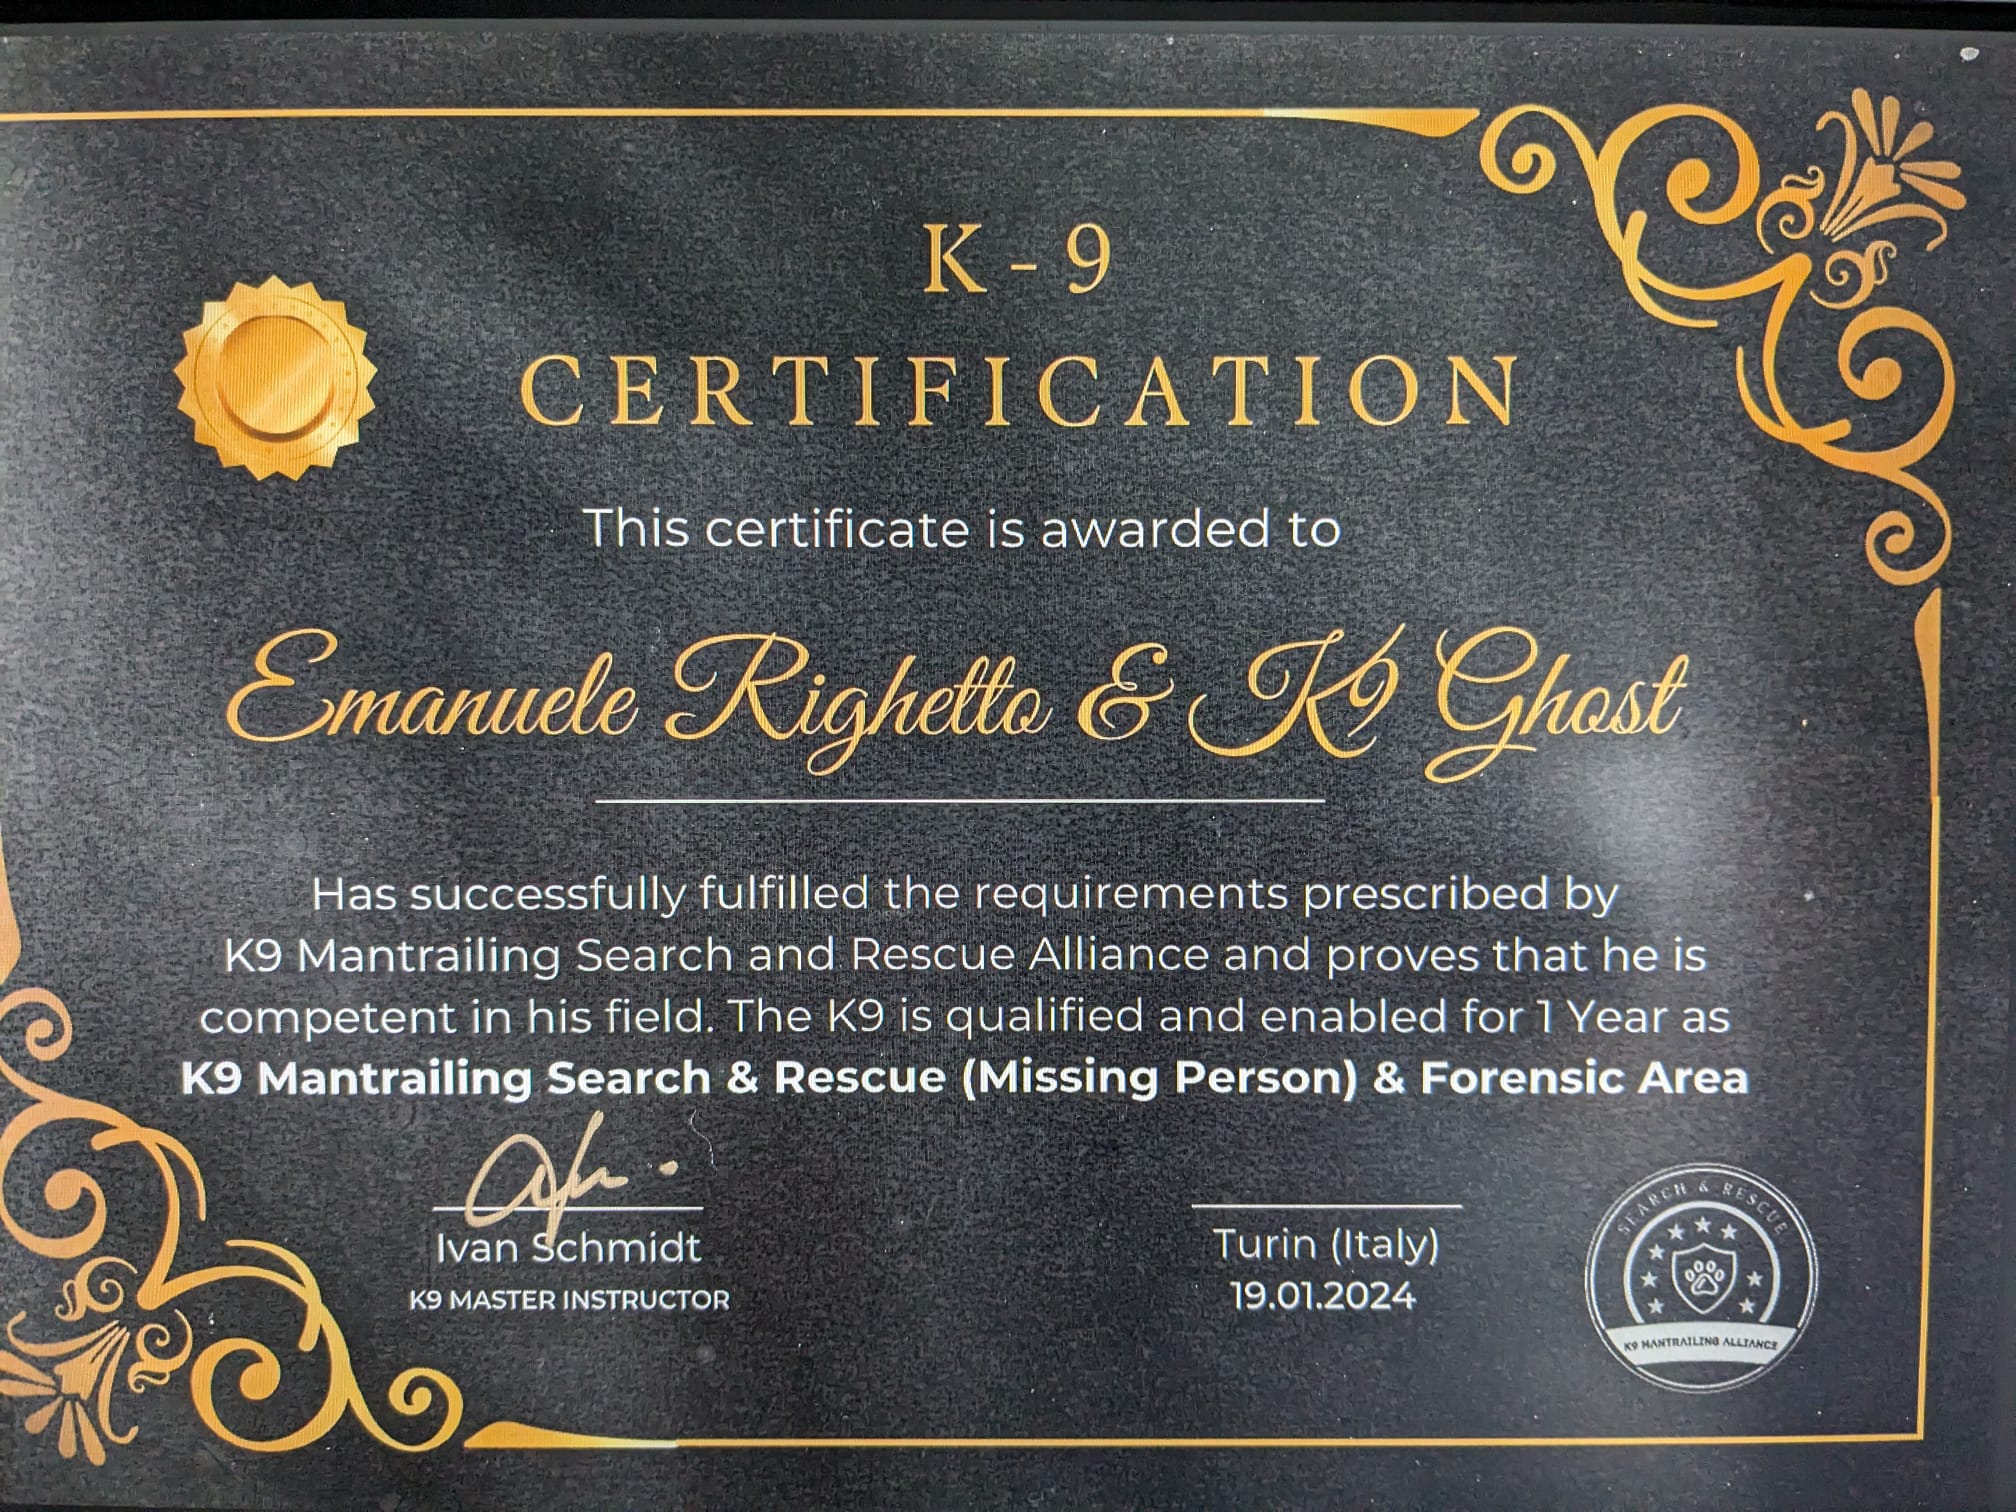 K-9
CERTIFICATION
This certificate is awarded to
Emanuele Righetto & K9 Ghost
Has successfully fulfilled the requirements prescribed by
K9 Mantrailing Search and Rescue Alliance and proves that he is
competent in his field. The K9 is qualified and enabled for 1 Year as
K9 Mantrailing Search & Rescue (Missing Person) & Forensic Area
Ivan Schmidt
K9 MASTER INSTRUCTOR
Turin (Italy)
19.01.2024
SEARCH & RESCUE
K9 MANTRAILING ALLIANCE